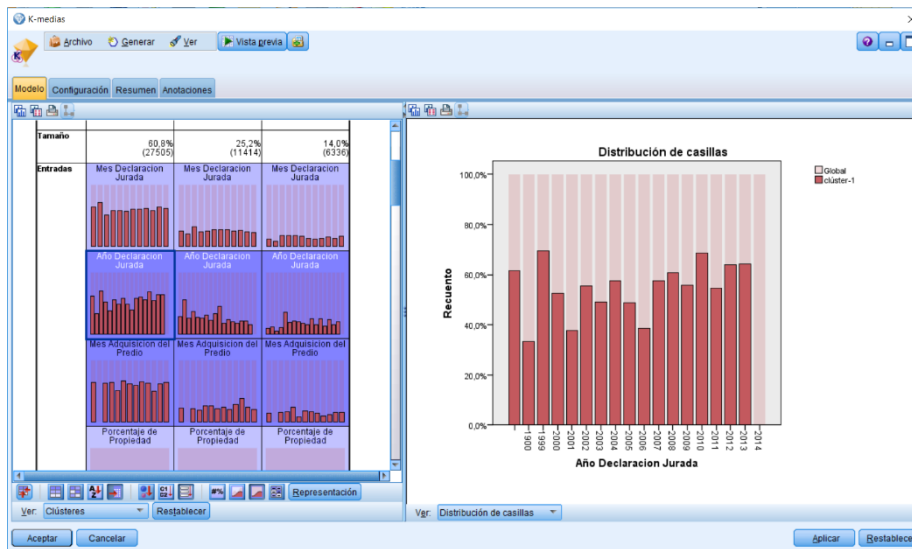 K-medias
Archivo Generar Ver Vista previa
Modelo Configuración Resumen Anotaciones
Tamaño
60,8% 25,2% 14,0%
(27505) (11414) (6336)
Entradas
Mes Declaracion Jurada
Mes Declaracion Jurada
Mes Declaracion Jurada
Año Declaracion Jurada
Año Declaracion Jurada
Año Declaracion Jurada
Mes Adquisicion del Predio
Mes Adquisicion del Predio
Mes Adquisicion del Predio
Porcentaje de Propiedad
Porcentaje de Propiedad
Porcentaje de Propiedad
Representación
Ver: Clústeres Restablecer
Distribución de casillas
Global
clúster-1
100,0%
80,0%
60,0%
40,0%
20,0%
0,0%
Recuento
1900 1999 2000 2001 2002 2003 2004 2005 2006 2007 2008 2009 2010 2011 2012 2013 2014
Año Declaracion Jurada
Ver: Distribución de casillas
Aceptar Cancelar Aplicar Restablece